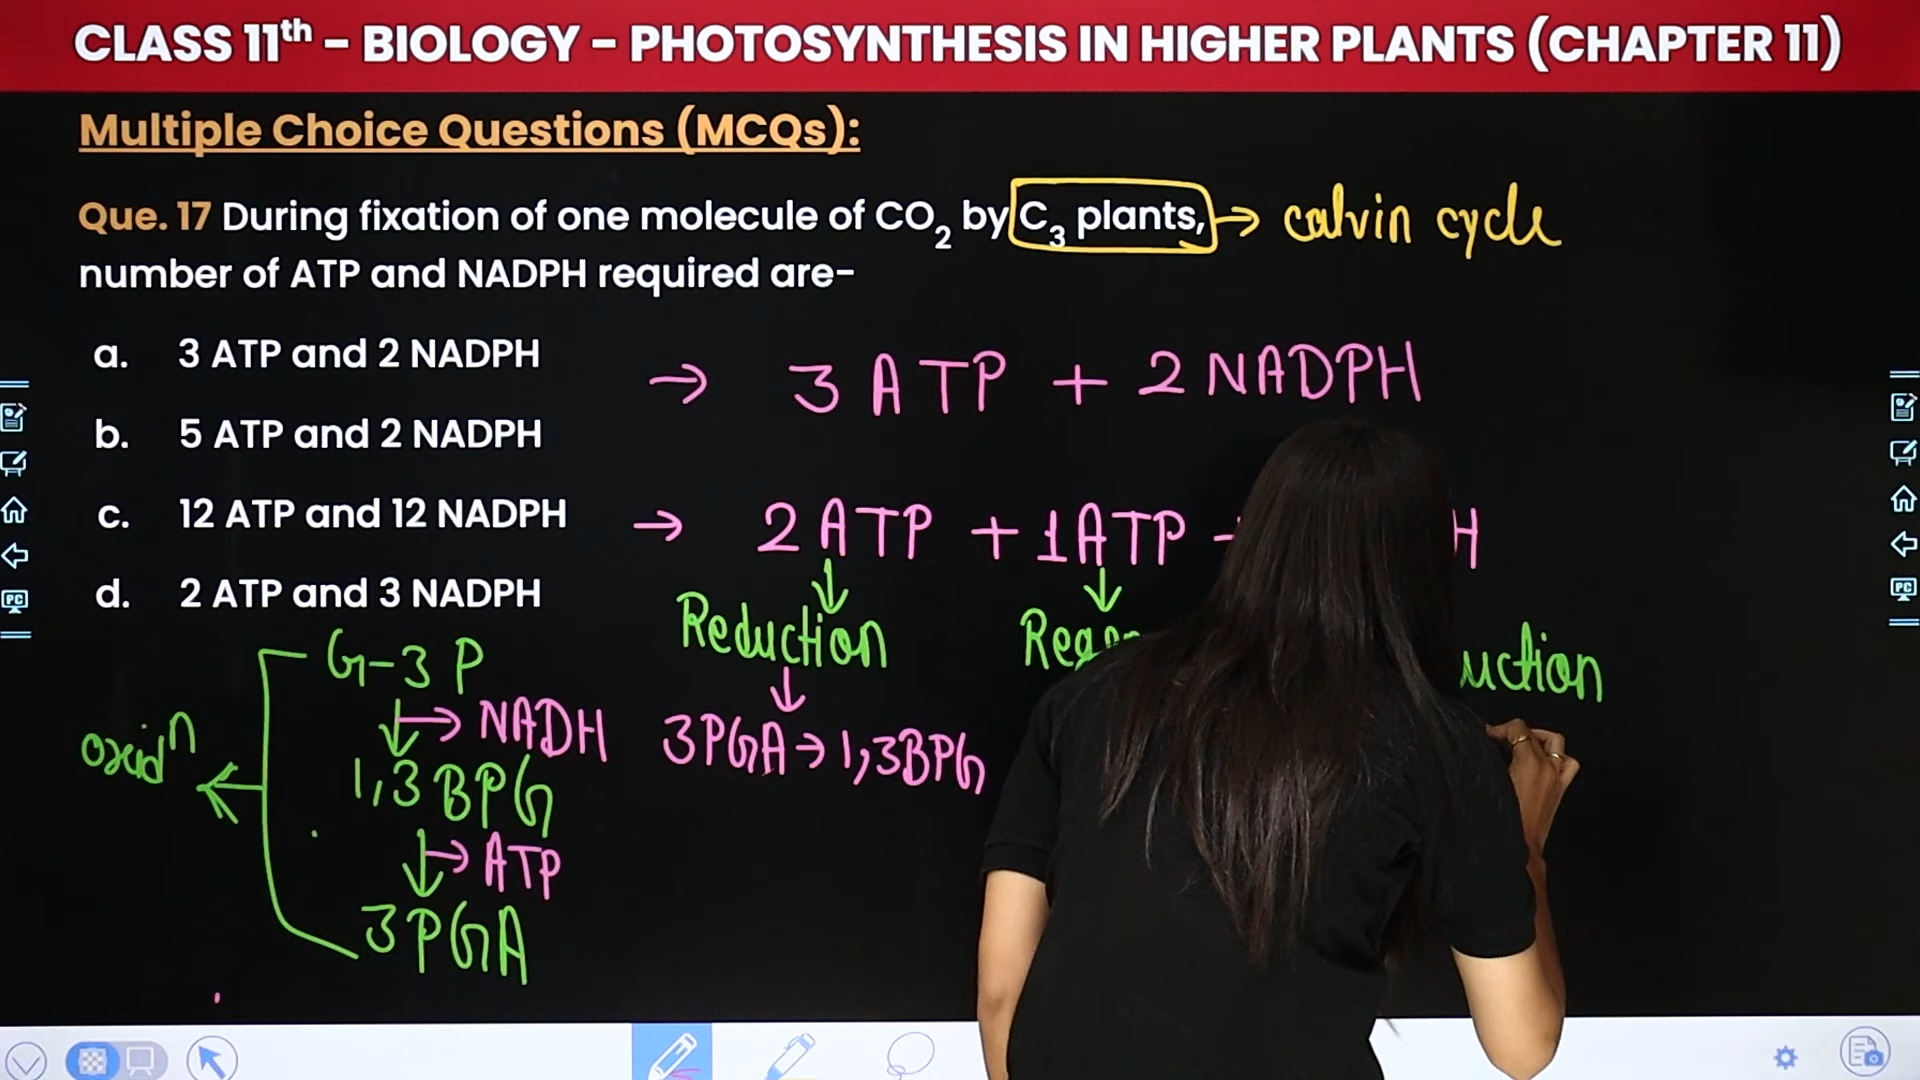 CLASS 11th – BIOLOGY – PHOTOSYNTHESIS IN HIGHER PLANTS (CHAPTER 11)
Multiple Choice Questions (MCQs):
Que. 17 During fixation of one molecule of CO2 by C3 plants, → calvin cycle
number of ATP and NADPH required are-
a. 3 ATP and 2 NADPH
→ 3 ATP + 2 NADPH
b. 5 ATP and 2 NADPH
c. 12 ATP and 12 NADPH
→ 2 ATP + 1 ATP
d. 2 ATP and 3 NADPH
Reduction
G-3P
→ NADH
3PGA → 1,3BPG
oxidn
1,3 BPG
→ ATP
3PGA
PC
PC